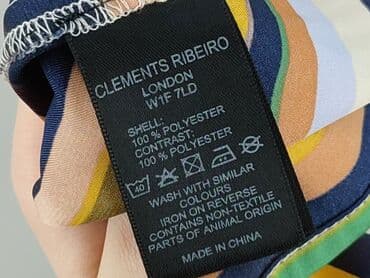 CLEMENTS RIBEIRO
LONDON
W1F 7LD
SHELL:
100 % POLYESTER
CONTRAST:
100 % POLYESTER
40
WASH WITH SIMILAR
COLOURS
IRON ON REVERSE
CONTAINS NON-TEXTILE
PARTS OF ANIMAL ORIGIN
MADE IN CHINA